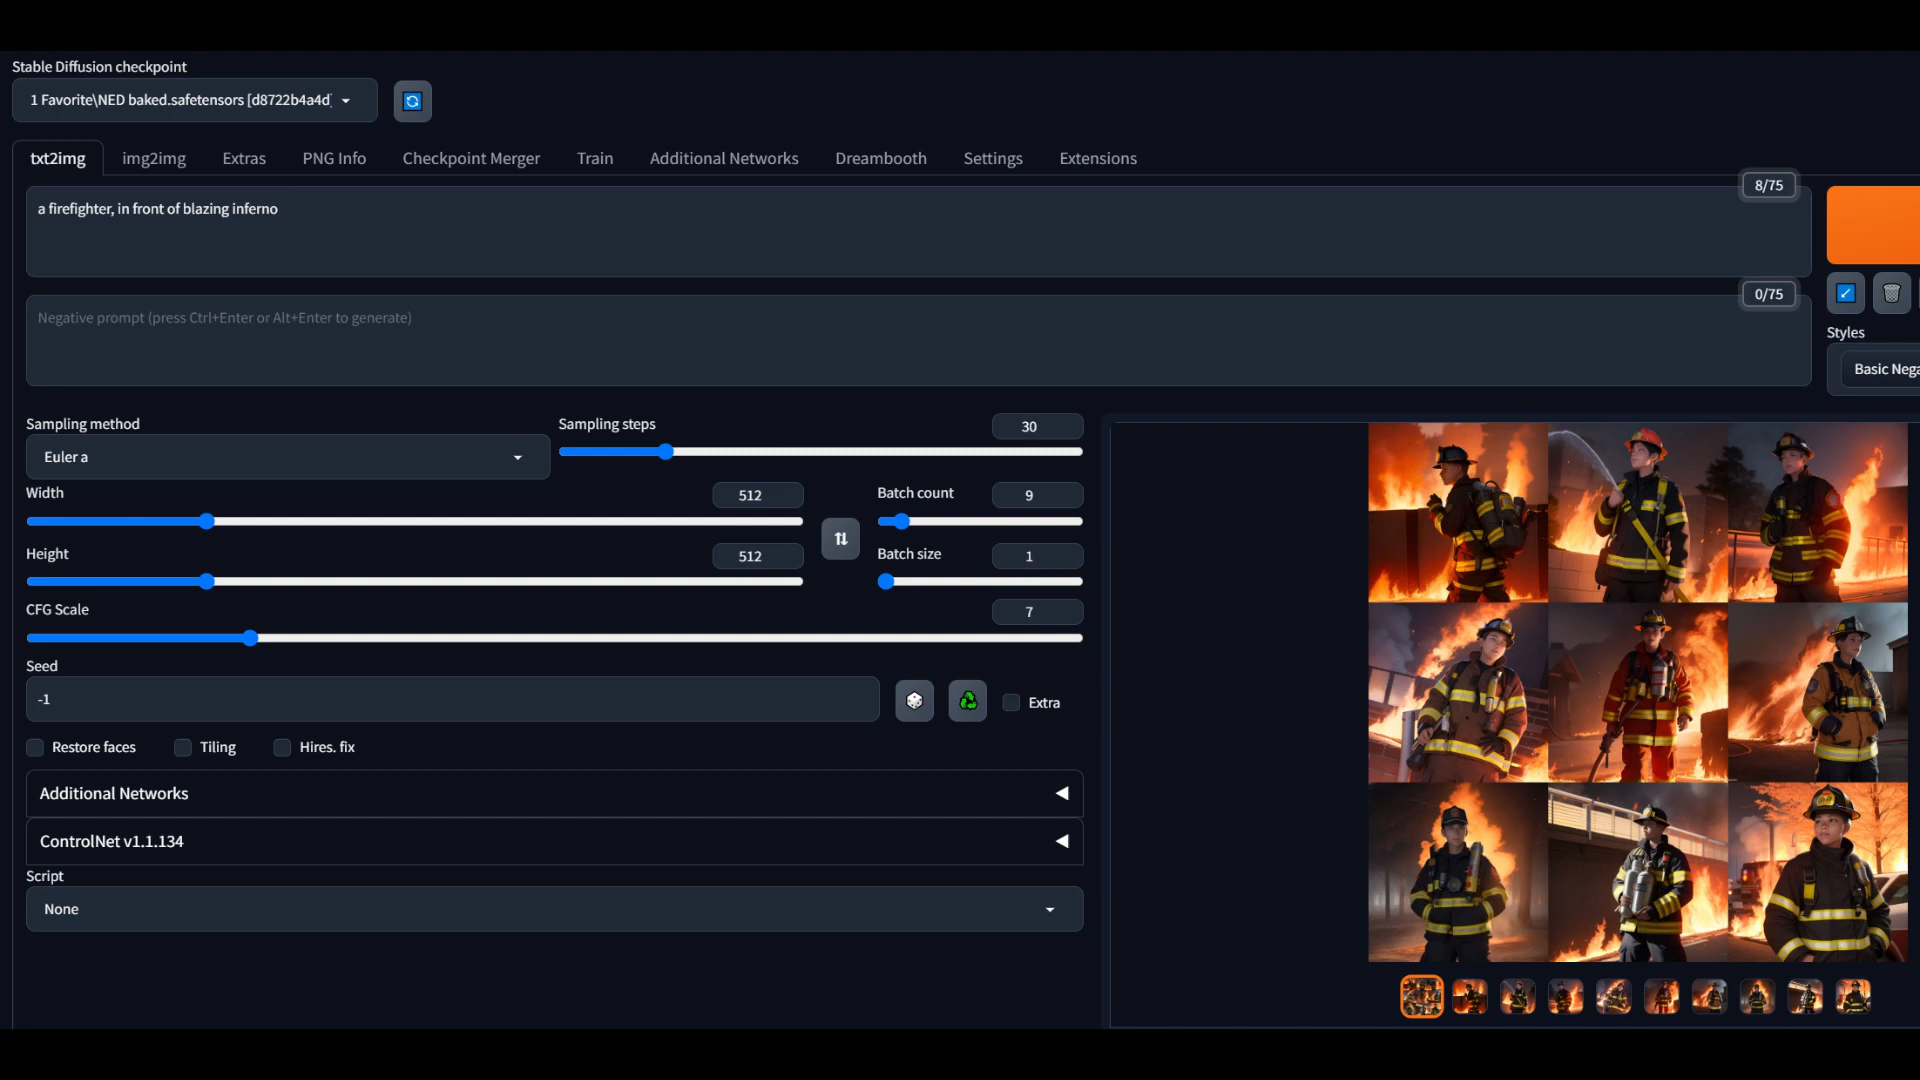 Stable Diffusion checkpoint
1 Favorite\NED baked.safetensors [d8722b4a4d]
txt2img img2img Extras PNG Info Checkpoint Merger Train Additional Networks Dreambooth Settings Extensions
8/75
a firefighter, in front of blazing inferno
0/75
Negative prompt (press Ctrl+Enter or Alt+Enter to generate)
Styles
Basic Nega
Sampling method
Euler a
Sampling steps
30
Width
512
Batch count
9
Height
512
Batch size
1
CFG Scale
7
Seed
-1
Extra
Restore faces Tiling Hires. fix
Additional Networks
ControlNet v1.1.134
Script
None